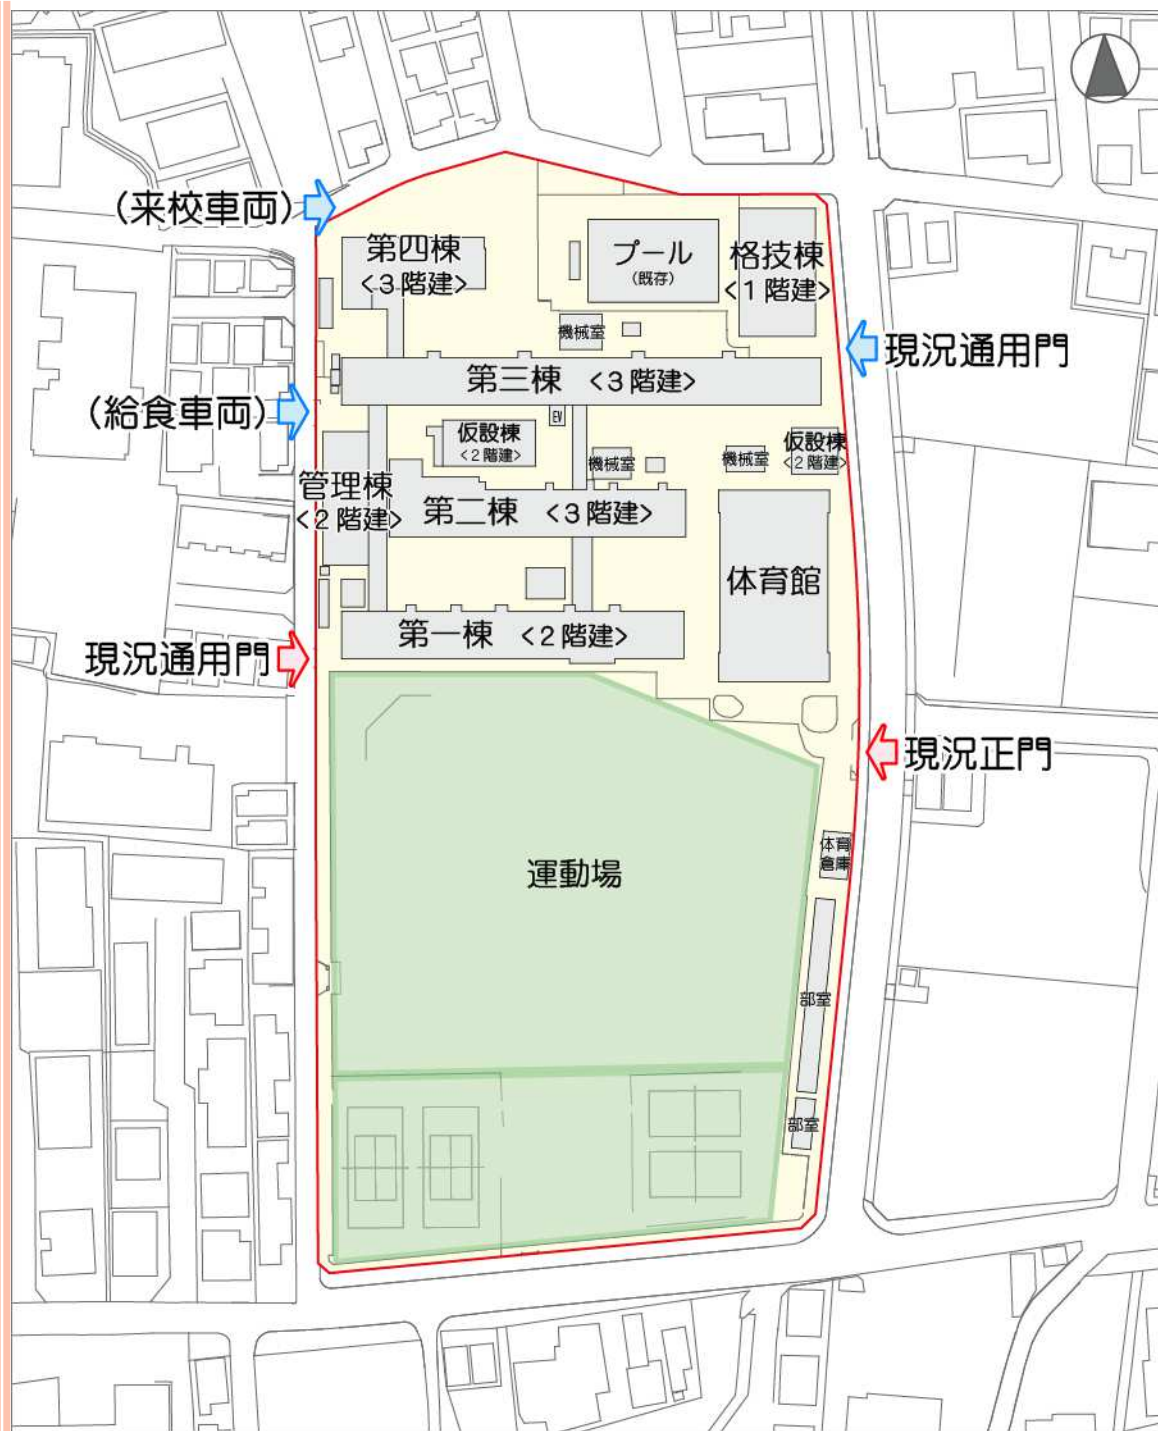 （来校車両）
第四棟
＜３階建＞
プール
（既存）
格技棟
＜１階建＞
機械室
現況通用門
第三棟 ＜３階建＞
（給食車両）
EV
仮設棟
＜２階建＞
仮設棟
＜２階建＞
機械室
機械室
管理棟
＜２階建＞
第二棟 ＜３階建＞
体育館
第一棟 ＜２階建＞
現況通用門
現況正門
体育
倉庫
運動場
部室
部室